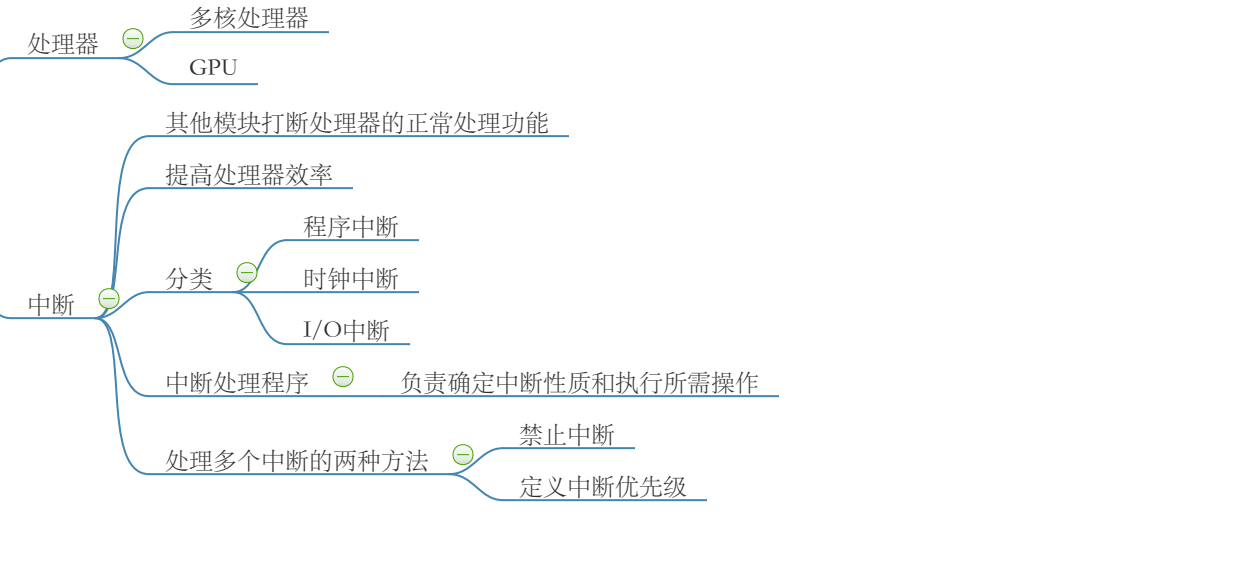 处理器
多核处理器
GPU
中断
其他模块打断处理器的正常处理功能
提高处理器效率
分类
程序中断
时钟中断
I/O中断
中断处理程序
负责确定中断性质和执行所需操作
处理多个中断的两种方法
禁止中断
定义中断优先级